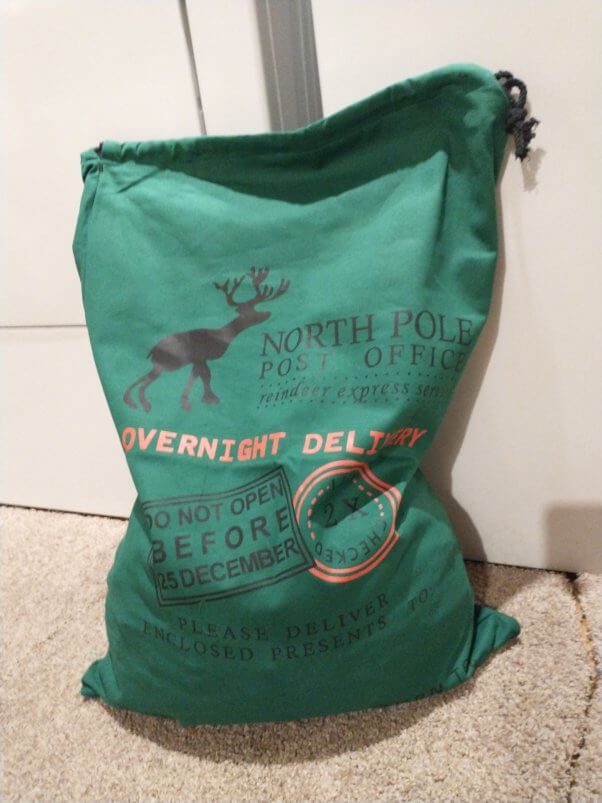 NORTH POLE
POST OFFICE
reindeer express
OVERNIGHT DELIVERY
DO NOT OPEN
BEFORE
25 DECEMBER
2 X
CHECKED
PLEASE DELIVER
ENCLOSED PRESENTS TO